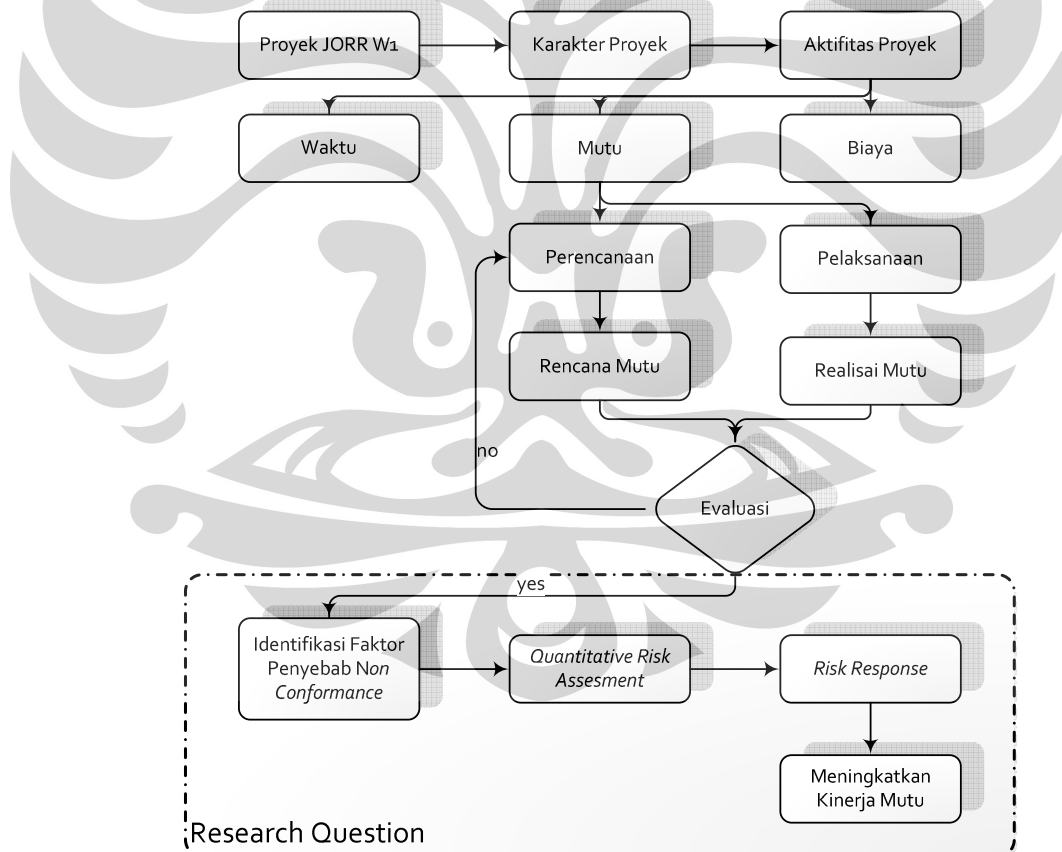 Proyek JORR W1
Karakter Proyek
Aktifitas Proyek
Waktu
Mutu
Biaya
Perencanaan
Pelaksanaan
Rencana Mutu
Realisai Mutu
no
Evaluasi
yes
Identifikasi Faktor
Penyebab Non
Conformance
Quantitative Risk
Assesment
Risk Response
Meningkatkan
Kinerja Mutu
Research Question